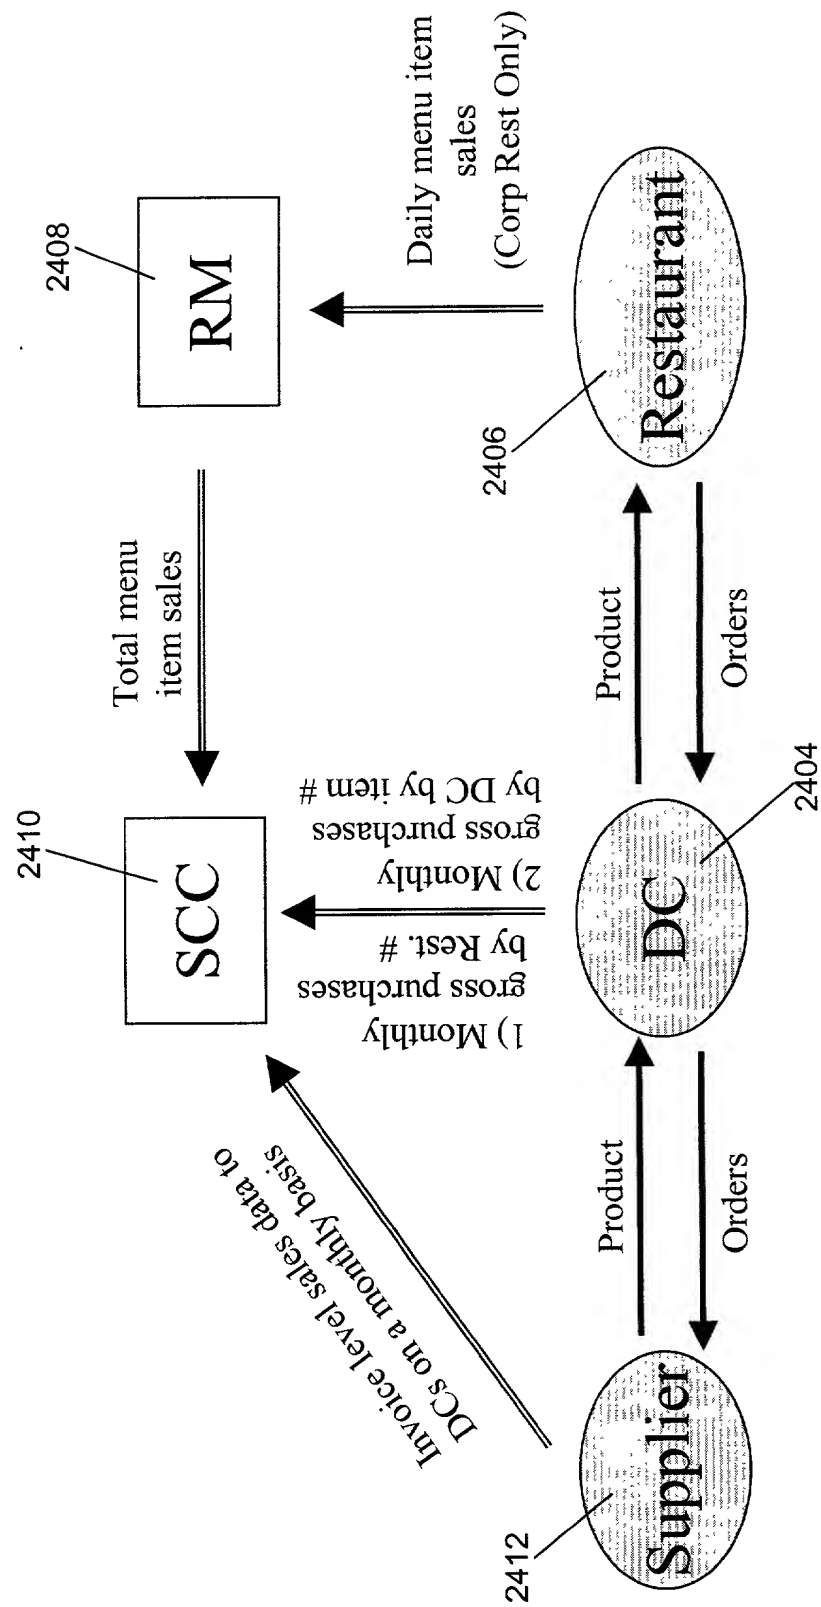 2410
SCC
Total menu
item sales
2408
RM
Invoice level sales data to
DCs on a monthly basis
1) Monthly
gross purchases
by Rest. #
2) Monthly
gross purchases
by DC by item #
Daily menu item
sales
(Corp Rest Only)
2412
Supplier
Product
Orders
DC
2404
Product
Orders
2406
Restaurant